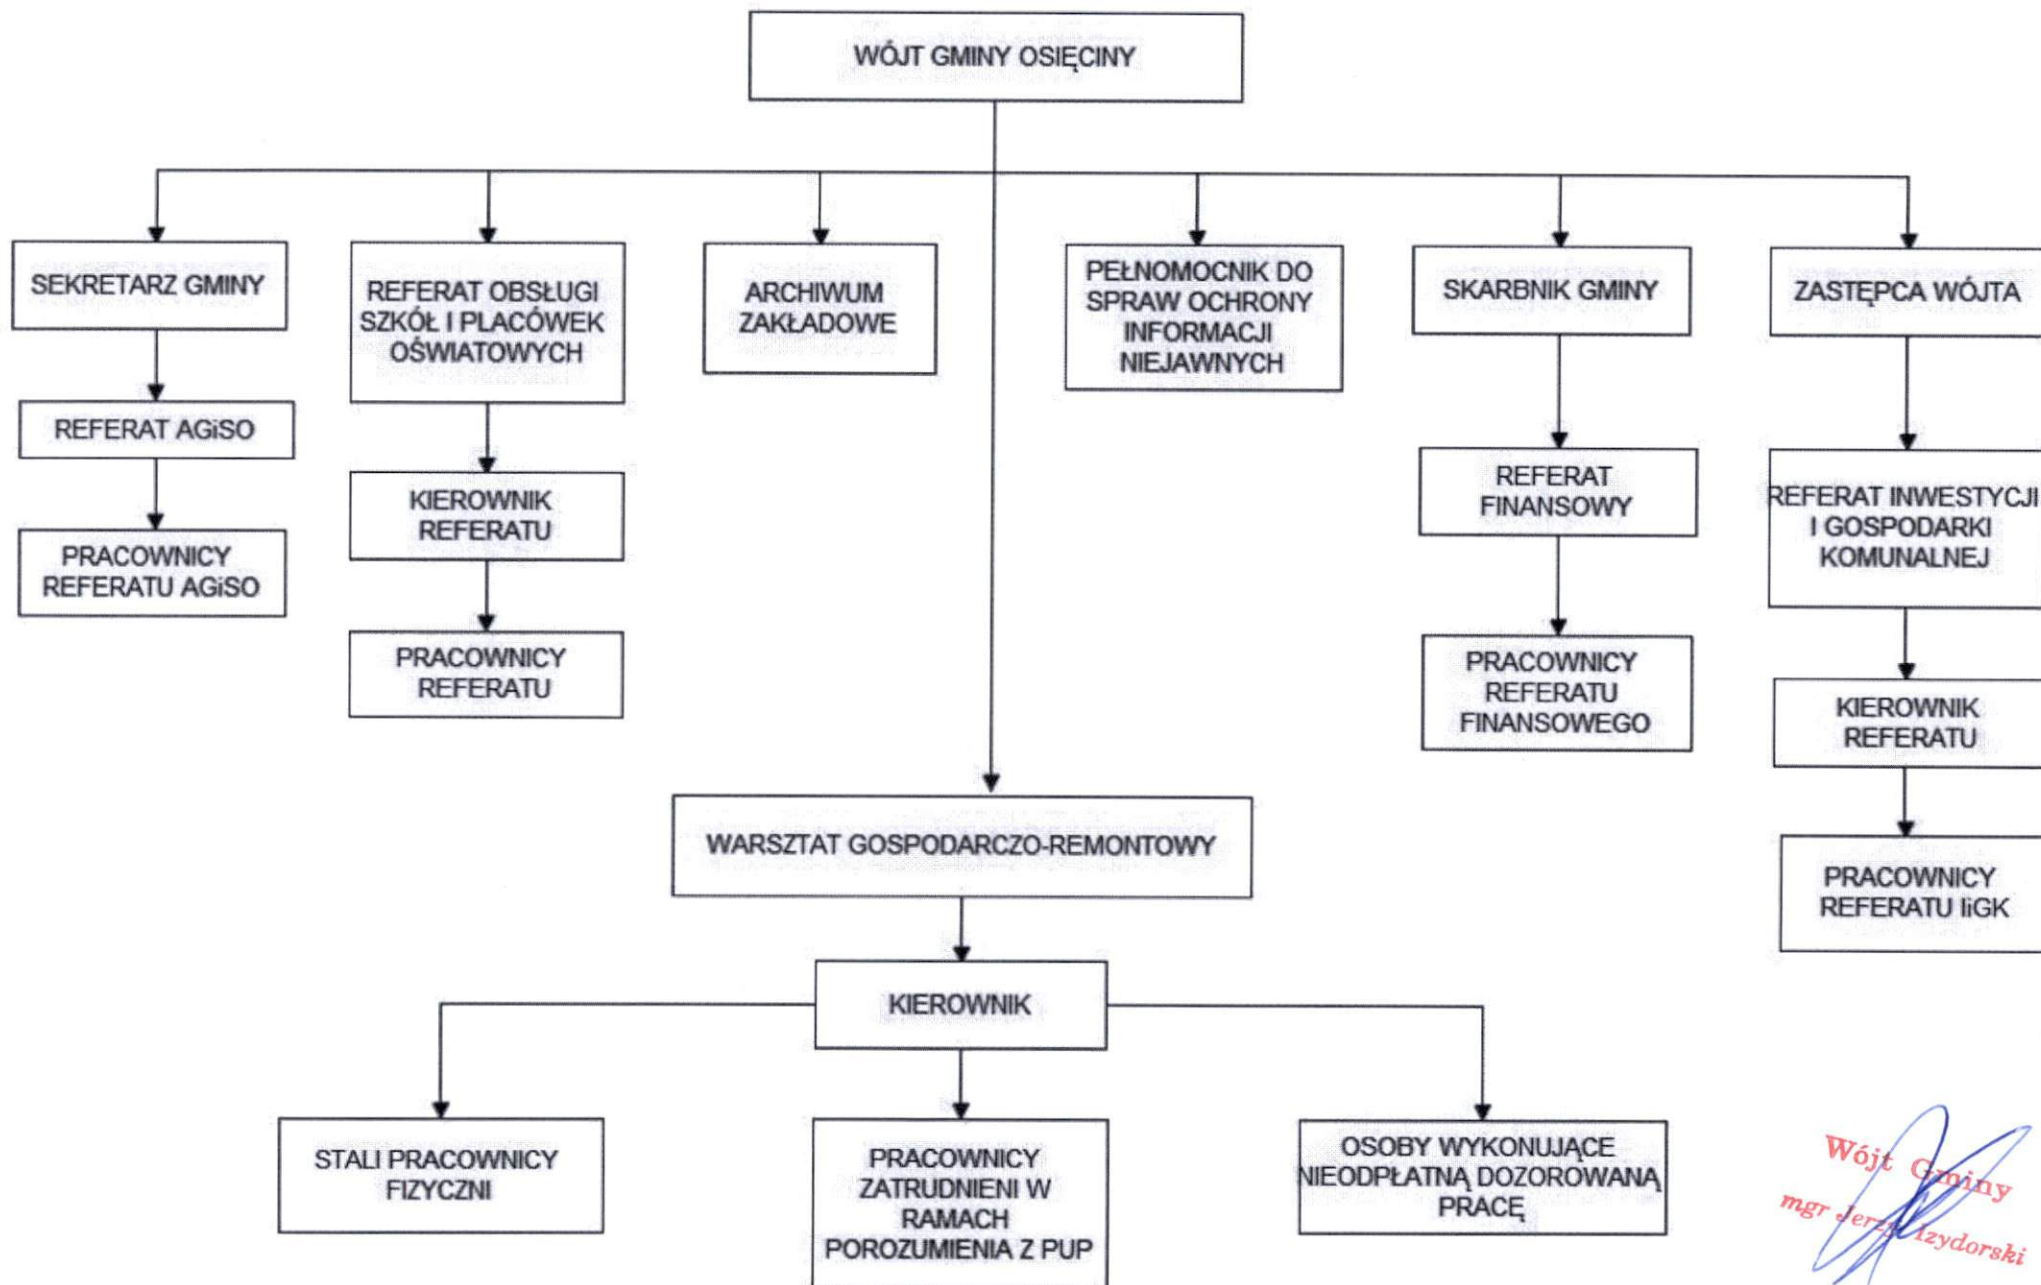 WÓJT GMINY OSIĘCINY
SEKRETARZ GMINY
REFERAT AGiSO
PRACOWNICY
REFERATU AGiSO
REFERAT OBSŁUGI
SZKÓŁ I PLACÓWEK
OŚWIATOWYCH
KIEROWNIK
REFERATU
PRACOWNICY
REFERATU
ARCHIWUM
ZAKŁADOWE
PEŁNOMOCNIK DO
SPRAW OCHRONY
INFORMACJI
NIEJAWNYCH
SKARBNIK GMINY
REFERAT
FINANSOWY
PRACOWNICY
REFERATU
FINANSOWEGO
ZASTĘPCA WÓJTA
REFERAT INWESTYCJI
I GOSPODARKI
KOMUNALNEJ
KIEROWNIK
REFERATU
PRACOWNICY
REFERATU IiGK
WARSZTAT GOSPODARCZO-REMONTOWY
KIEROWNIK
STALI PRACOWNICY
FIZYCZNI
PRACOWNICY
ZATRUDNIENI W
RAMACH
POROZUMIENIA Z PUP
OSOBY WYKONUJĄCE
NIEODPŁATNĄ DOZOROWANĄ
PRACĘ
Wójt Gminy
mgr Jerzy Izydorski